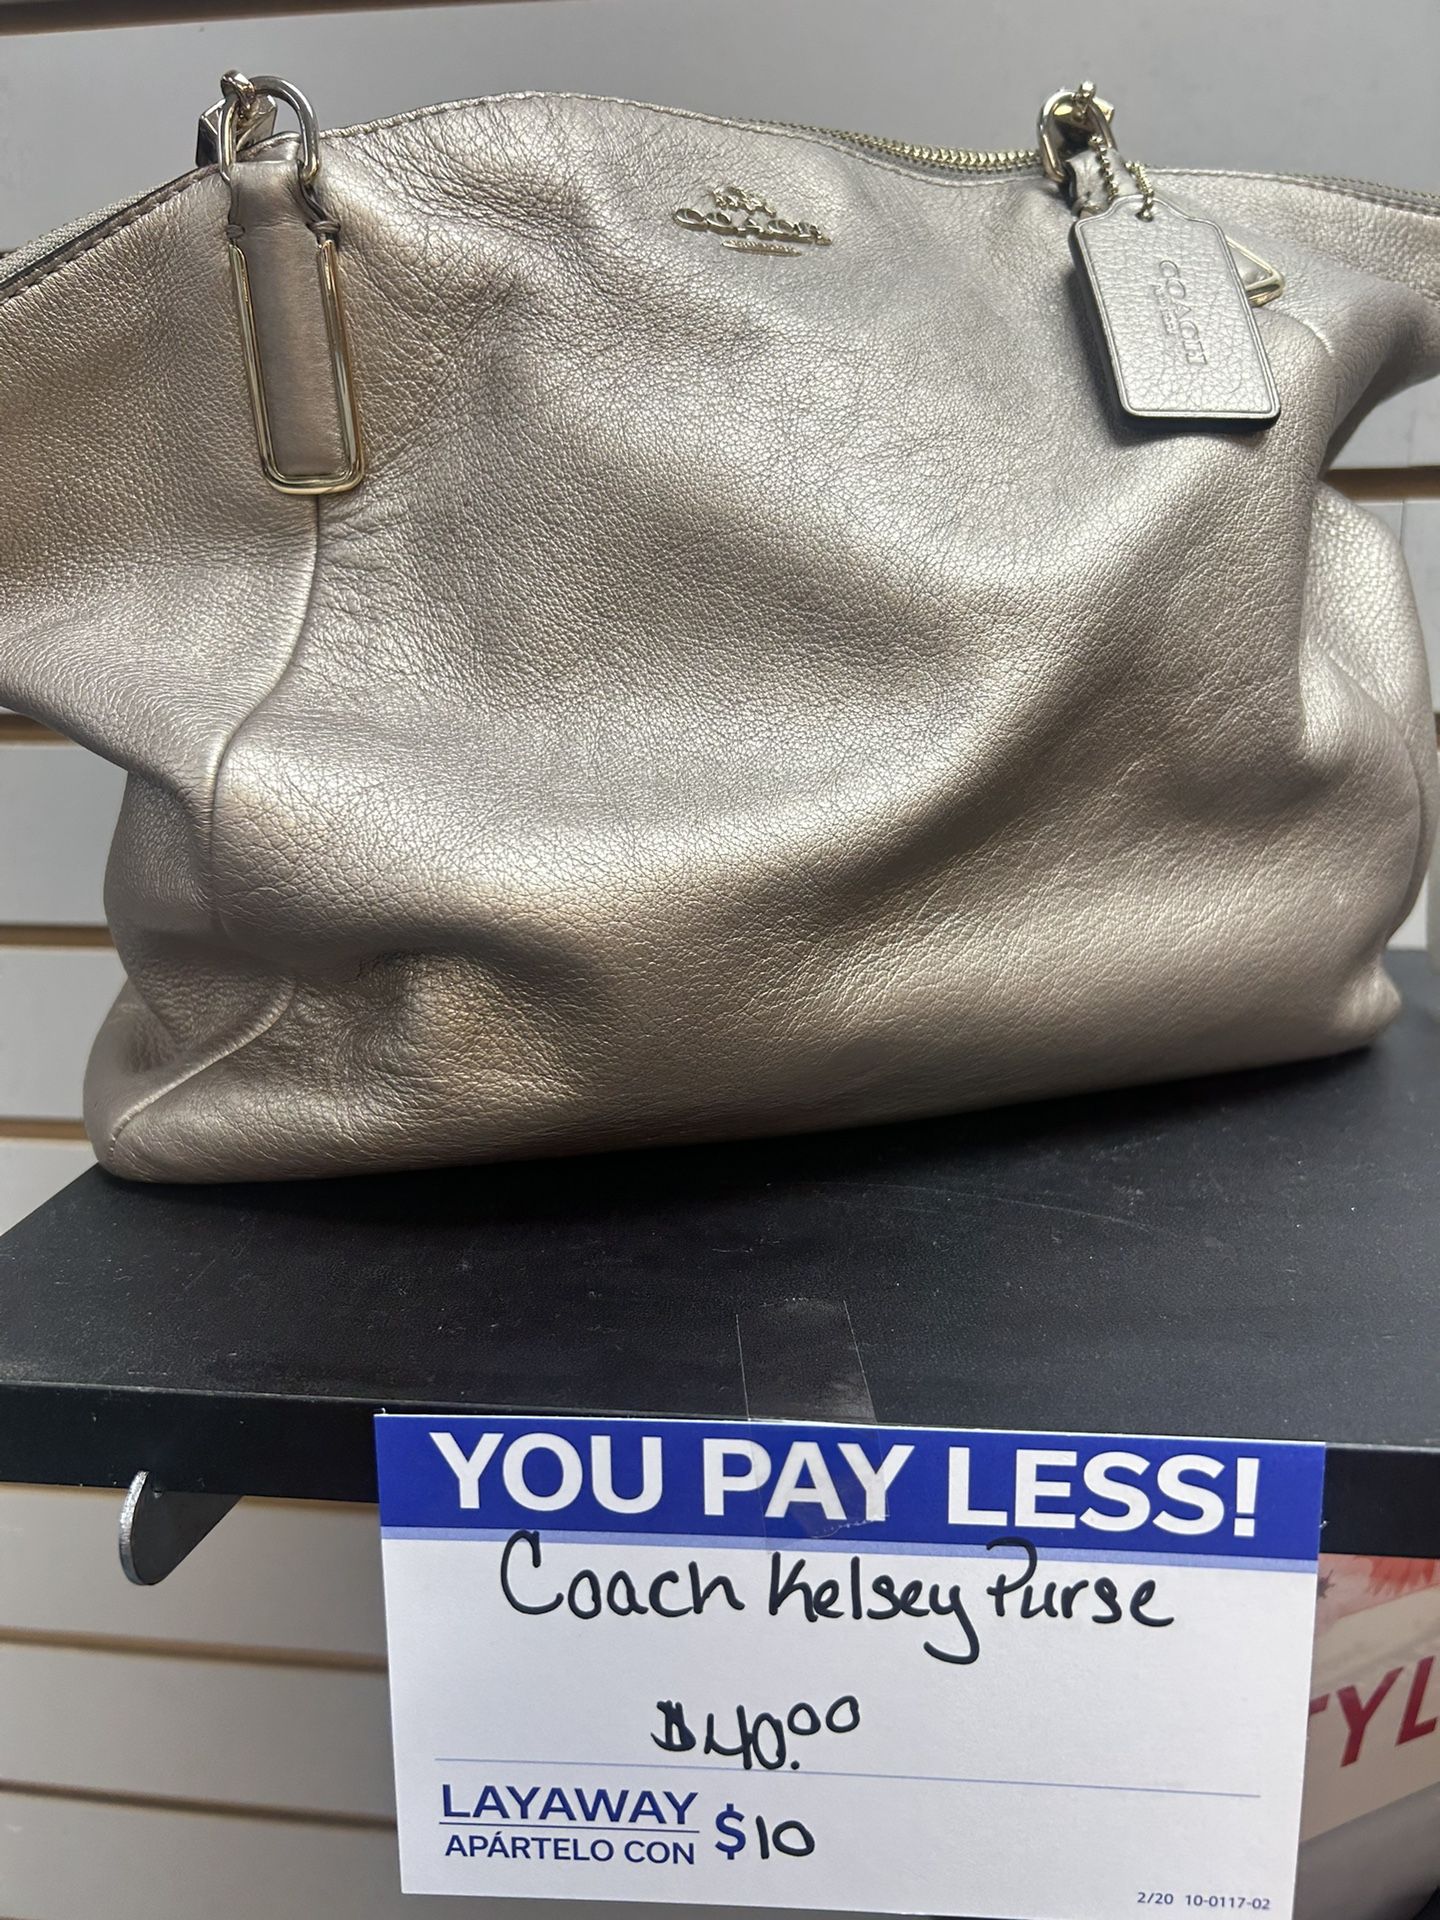 COACH
COACH
YOU PAY LESS!
Coach Kelsey Purse
$40.00
LAYAWAY
APÁRTELO CON $10
2/20 10-0117-02
TYL